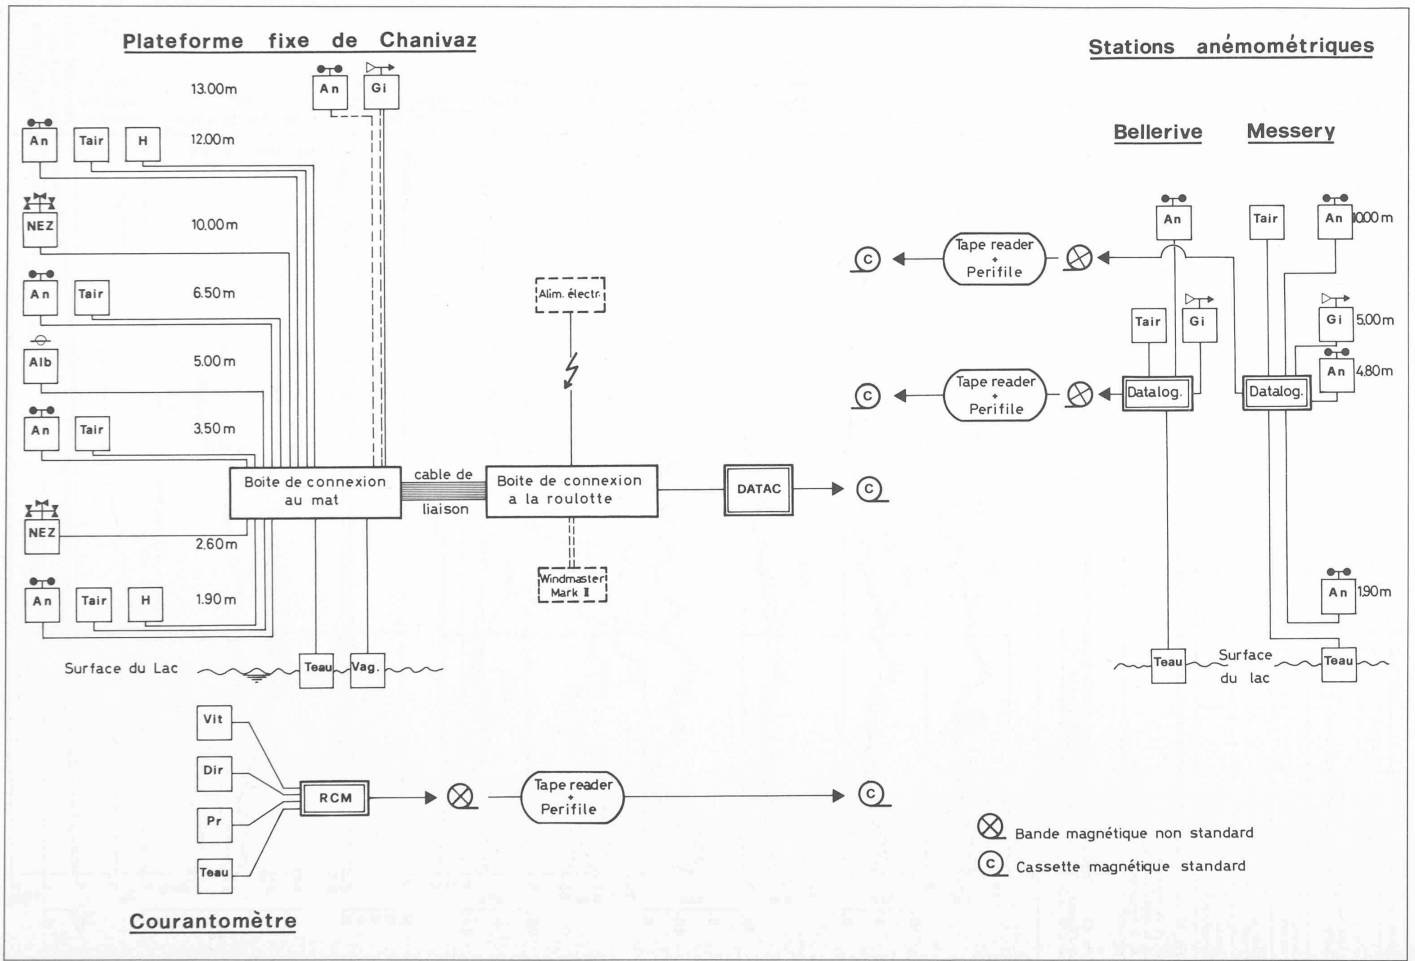 Plateforme fixe de Chanivaz
13.00m
An
Gi
An
Tair
H
12.00m
NEZ
10.00m
An
Tair
6.50m
Alb
5.00m
An
Tair
3.50m
Boite de connexion
au mat
cable de
liaison
Boite de connexion
a la roulotte
Alim. électr.
Windmaster
Mark II
DATAC
C
NEZ
2.60m
An
Tair
H
1.90m
Surface du Lac
Teau
Vag.
Vit
Dir
Pr
Teau
RCM
Tape reader
+
Perifile
C
Courantomètre
Stations anémométriques
Bellerive
Messery
An
Tair
Gi
Datalog.
Teau
Tair
An
10.00m
Gi
5.00m
An
4.80m
Datalog.
An
1.90m
Teau
Surface
du lac
C
Tape reader
+
Perifile
C
Tape reader
+
Perifile
Bande magnétique non standard
C
Cassette magnétique standard